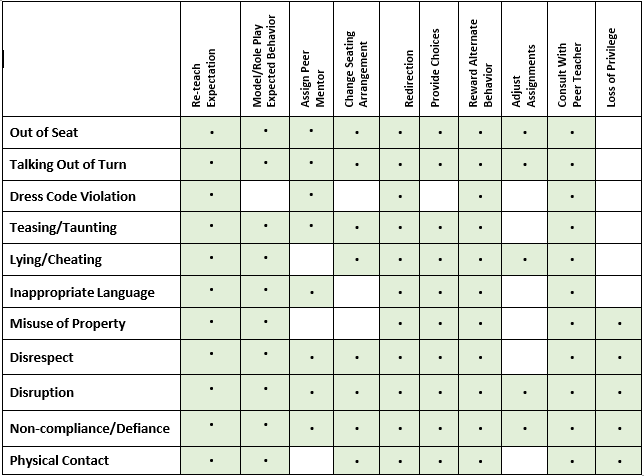 Re-teach
Expectation
Model/Role Play
Expected Behavior
Assign Peer
Mentor
Change Seating
Arrangement
Redirection
Provide Choices
Reward Alternate
Behavior
Adjust
Assignments
Consult With
Peer Teacher
Loss of Privilege
Out of Seat • • • • • • • • •
Talking Out of Turn • • • • • • • • •
Dress Code Violation • • • • •
Teasing/Taunting • • • • • • • •
Lying/Cheating • • • • • • • •
Inappropriate Language • • • • • • •
Misuse of Property • • • • • • •
Disrespect • • • • • • • • •
Disruption • • • • • • • • • •
Non-compliance/Defiance • • • • • • • • • •
Physical Contact • • • • • • • •